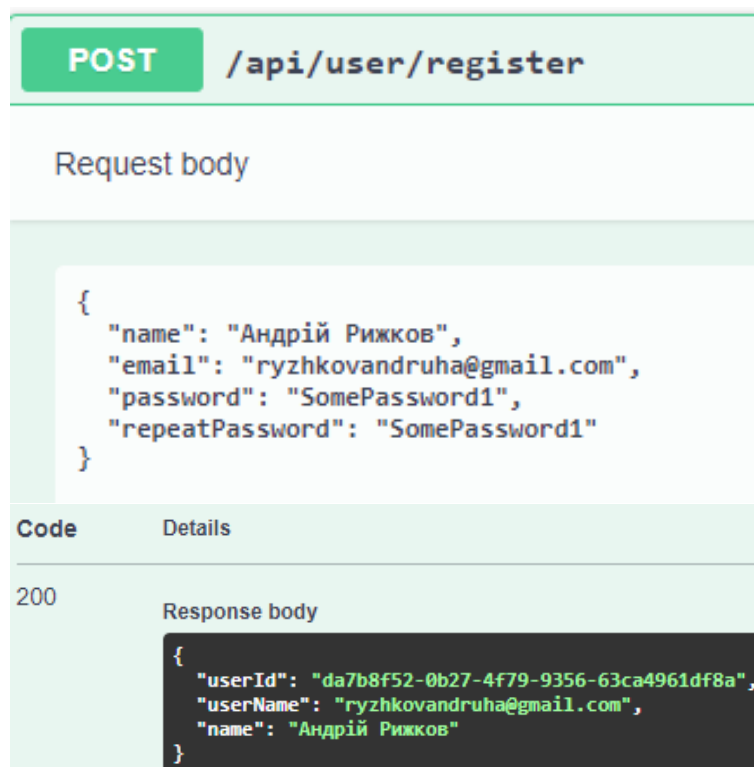 POST /api/user/register
Request body
{
"name": "Андрій Рижков",
"email": "ryzhkovandruha@gmail.com",
"password": "SomePassword1",
"repeatPassword": "SomePassword1"
}
Code Details
200
Response body
{
"userId": "da7b8f52-0b27-4f79-9356-63ca4961df8a",
"userName": "ryzhkovandruha@gmail.com",
"name": "Андрій Рижков"
}